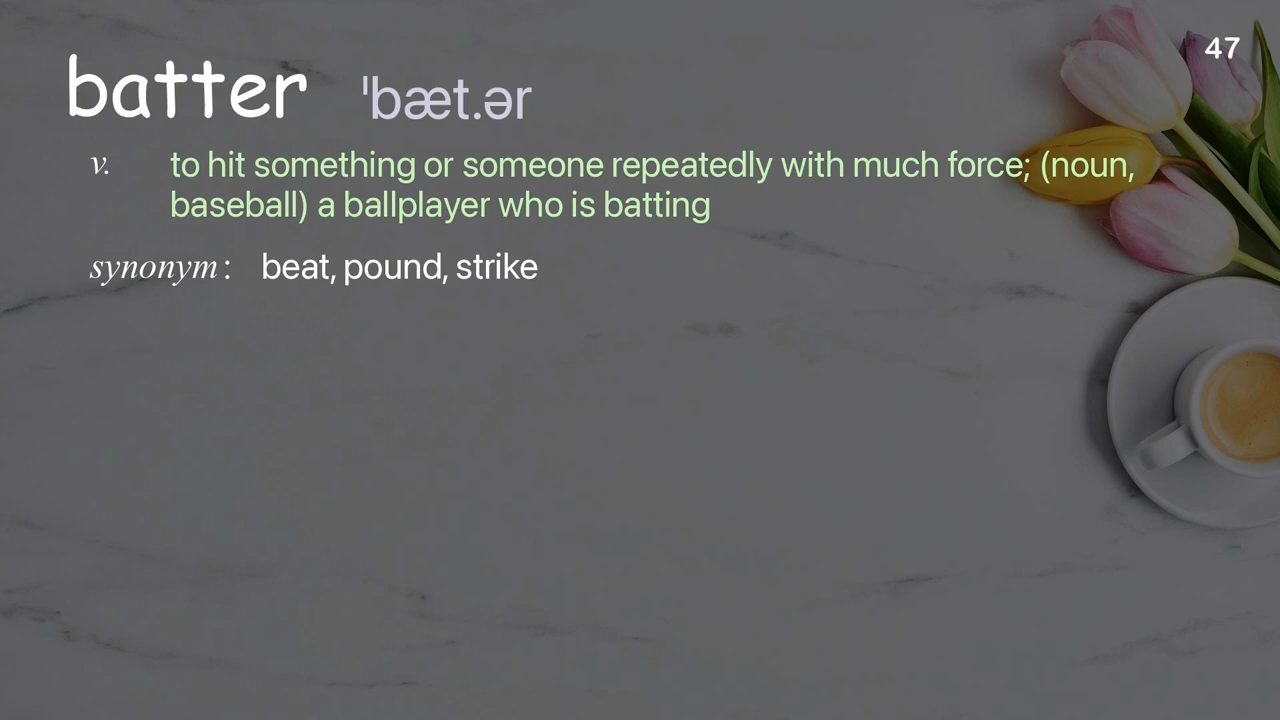 47
batter ˈbæt.ər
v. to hit something or someone repeatedly with much force; (noun,
baseball) a ballplayer who is batting
synonym: beat, pound, strike